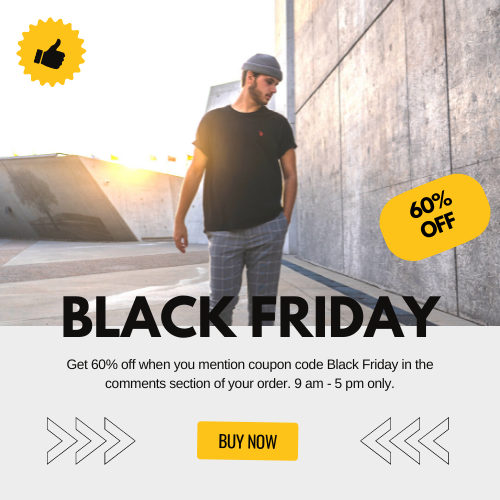 60%
OFF
BLACK FRIDAY
Get 60% off when you mention coupon code Black Friday in the
comments section of your order. 9 am - 5 pm only.
BUY NOW